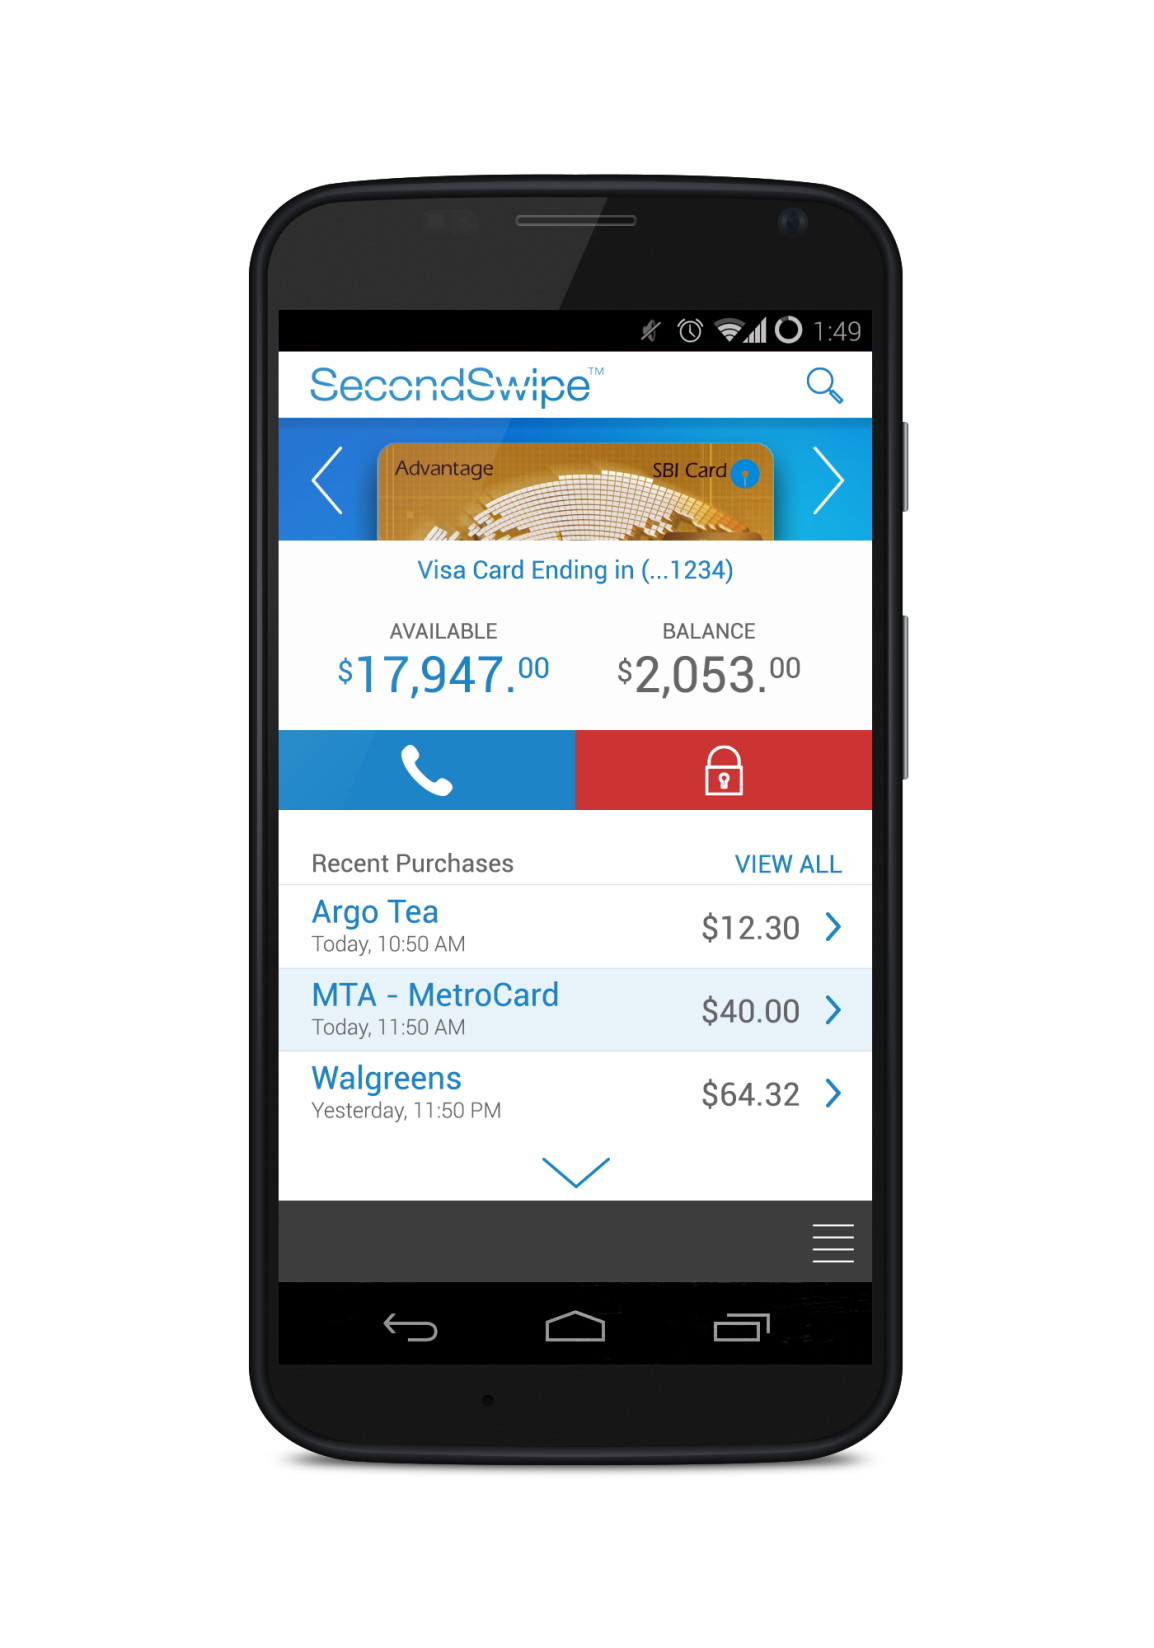 1:49
SecondSwipe™
Advantage
SBI Card
Visa Card Ending in (...1234)
AVAILABLE
BALANCE
$17,947.00
$2,053.00
Recent Purchases
VIEW ALL
Argo Tea
Today, 10:50 AM
$12.30
MTA - MetroCard
Today, 11:50 AM
$40.00
Walgreens
Yesterday, 11:50 PM
$64.32